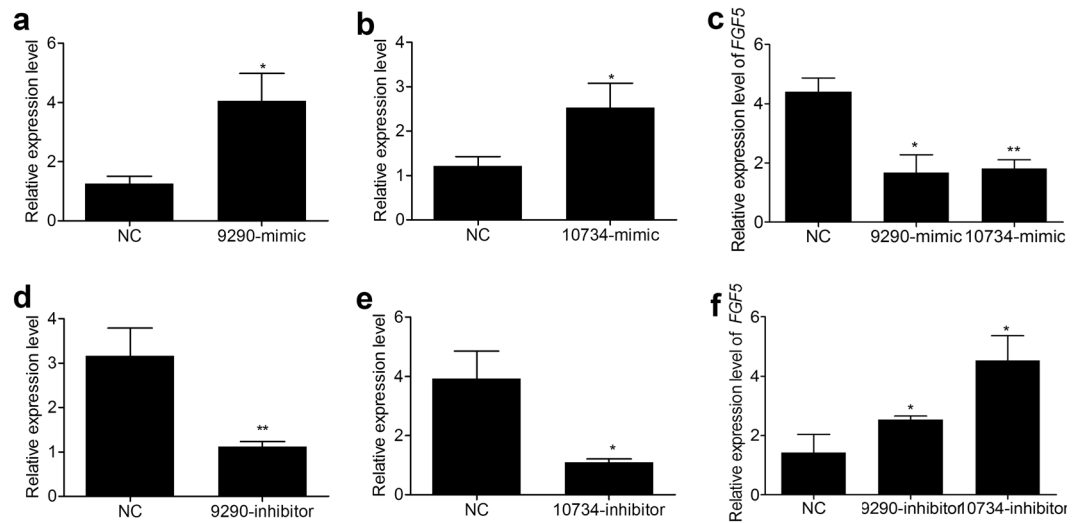 a
Relative expression level
6
4
2
0
*
NC
9290-mimic
b
Relative expression level
4
3
2
1
0
*
NC
10734-mimic
c
Relative expression level of FGF5
6
4
2
0
*
**
NC
9290-mimic
10734-mimic
d
Relative expression level
4
3
2
1
0
**
NC
9290-inhibitor
e
Relative expression level
6
4
2
0
*
NC
10734-inhibitor
f
Relative expression level of FGF5
6
4
2
0
*
*
NC
9290-inhibitor
10734-inhibitor